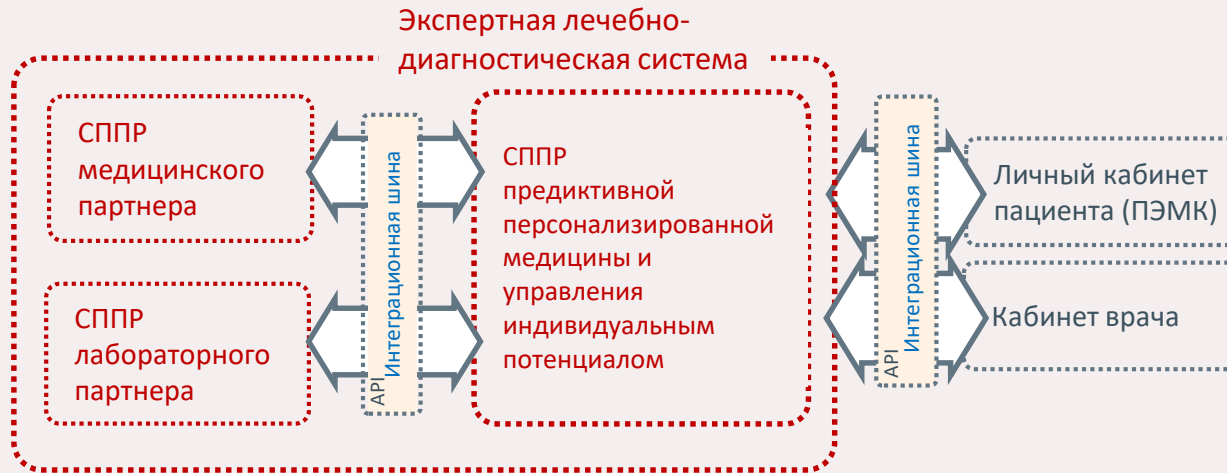 Экспертная лечебно-
диагностическая система
СППР
медицинского
партнера
СППР
лабораторного
партнера
API
Интеграционная шина
СППР
предиктивной
персонализированной
медицины и
управления
индивидуальным
потенциалом
API
Интеграционная шина
Личный кабинет
пациента (ПЭМК)
Кабинет врача